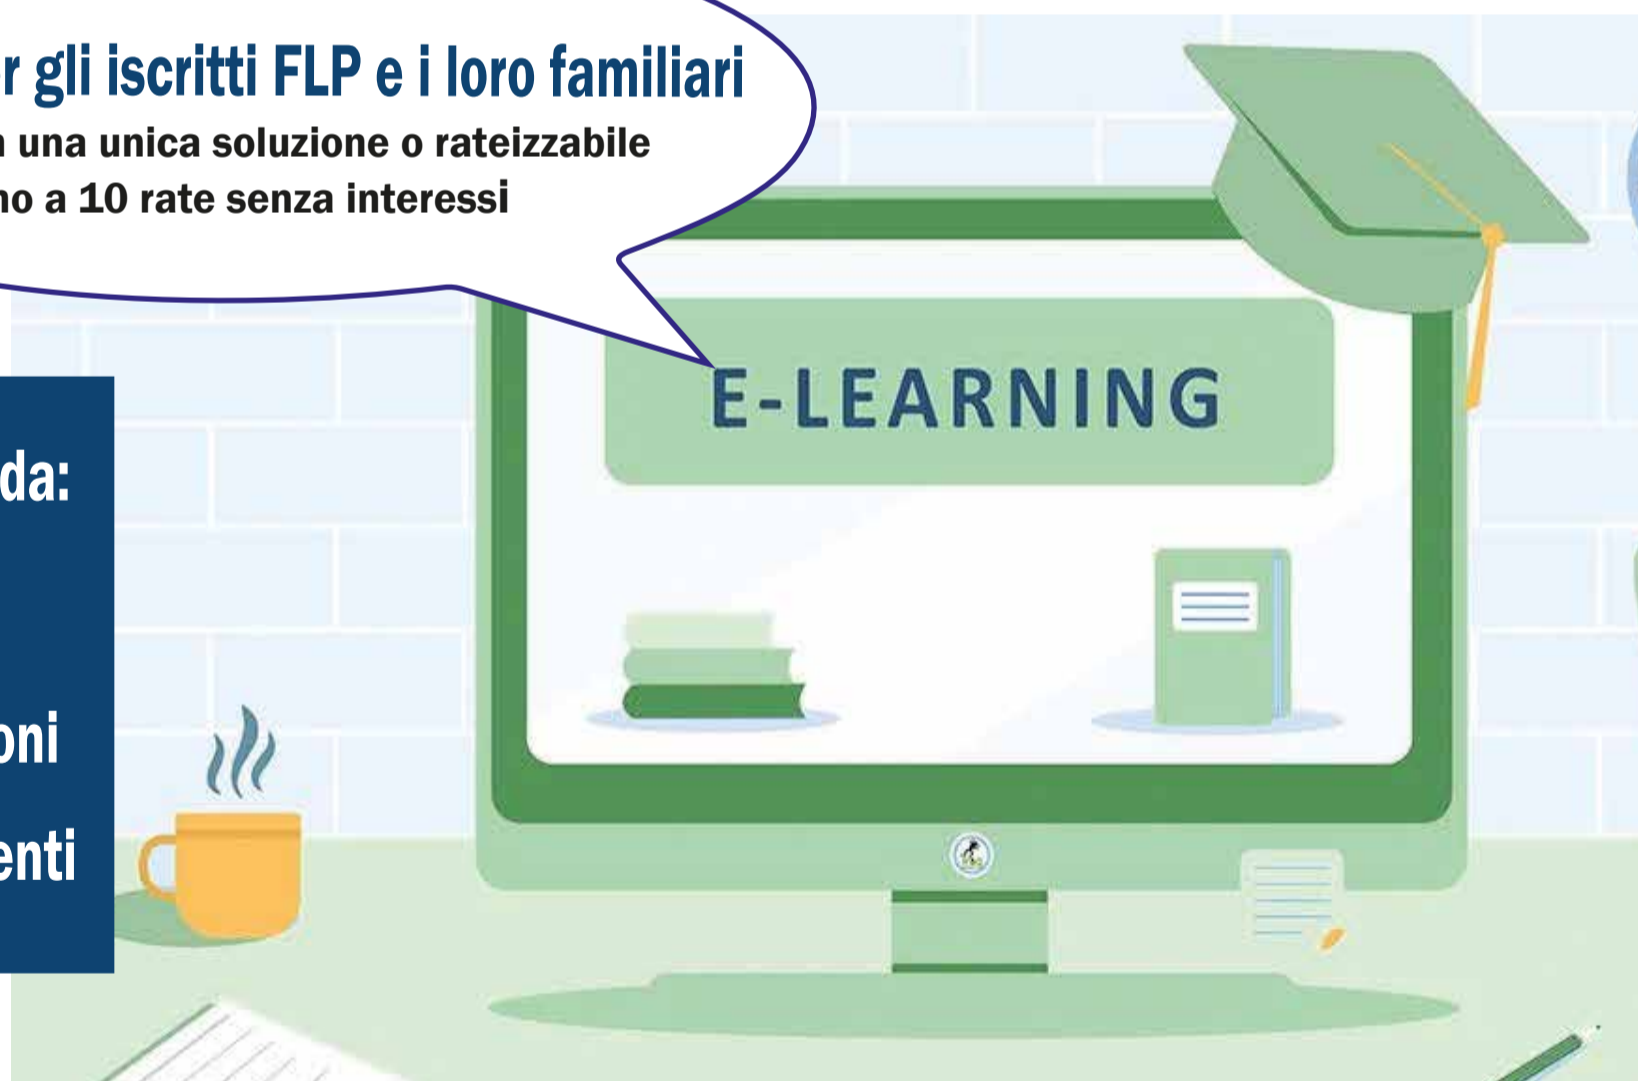 r gli iscritti FLP e i loro familiari
una unica soluzione o rateizzabile
no a 10 rate senza interessi
E-LEARNING
da:
oni
enti